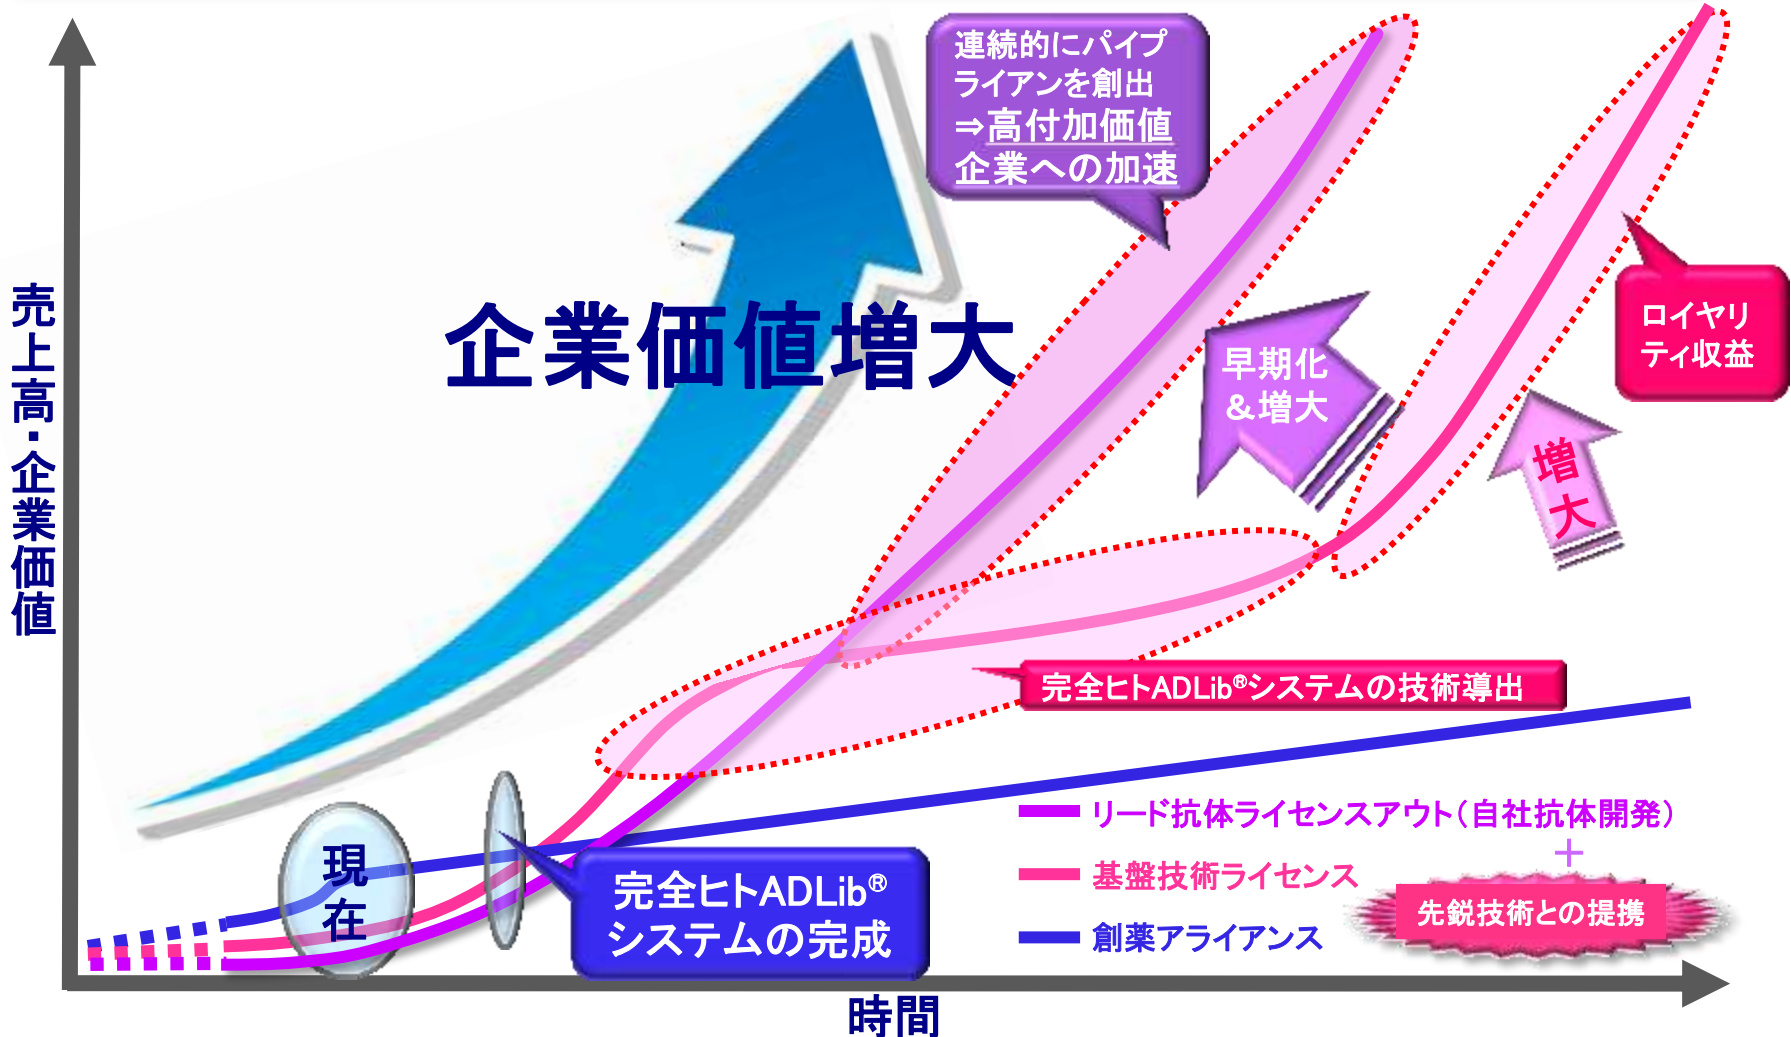 連続的にパイプ
ライアンを創出
⇒高付加価値
企業への加速
売上高・企業価値
企業価値増大
早期化
＆増大
ロイヤリ
ティ収益
増大
完全ヒトADLib®システムの技術導出
現在
完全ヒトADLib®
システムの完成
リード抗体ライセンスアウト（自社抗体開発）
＋
基盤技術ライセンス
先鋭技術との提携
創薬アライアンス
時間